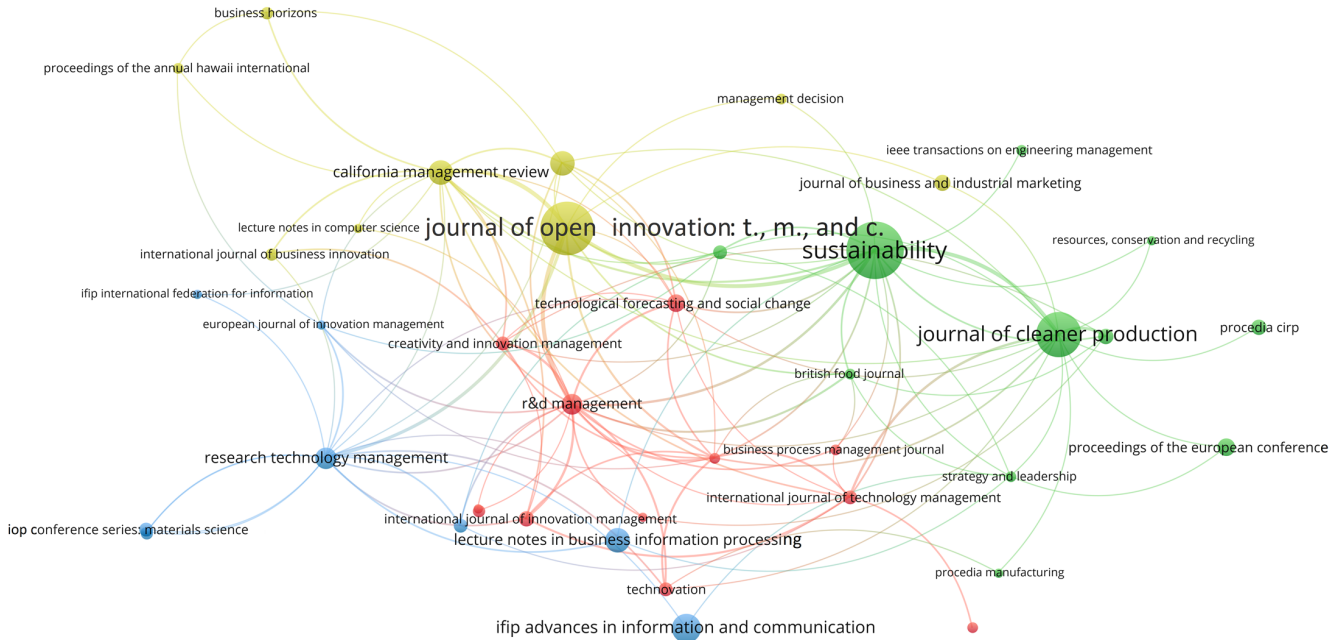 business horizons
proceedings of the annual hawaii international
management decision
ieee transactions on engineering management
california management review
journal of business and industrial marketing
lecture notes in computer science
journal of open innovation: t., m., and c.
sustainability
resources, conservation and recycling
international journal of business innovation
ifip international federation for information
technological forecasting and social change
european journal of innovation management
procedia cirp
journal of cleaner production
creativity and innovation management
british food journal
r&d management
business process management journal
proceedings of the european conference
research technology management
strategy and leadership
international journal of technology management
international journal of innovation management
iop conference series: materials science
lecture notes in business information processing
procedia manufacturing
technovation
ifip advances in information and communication